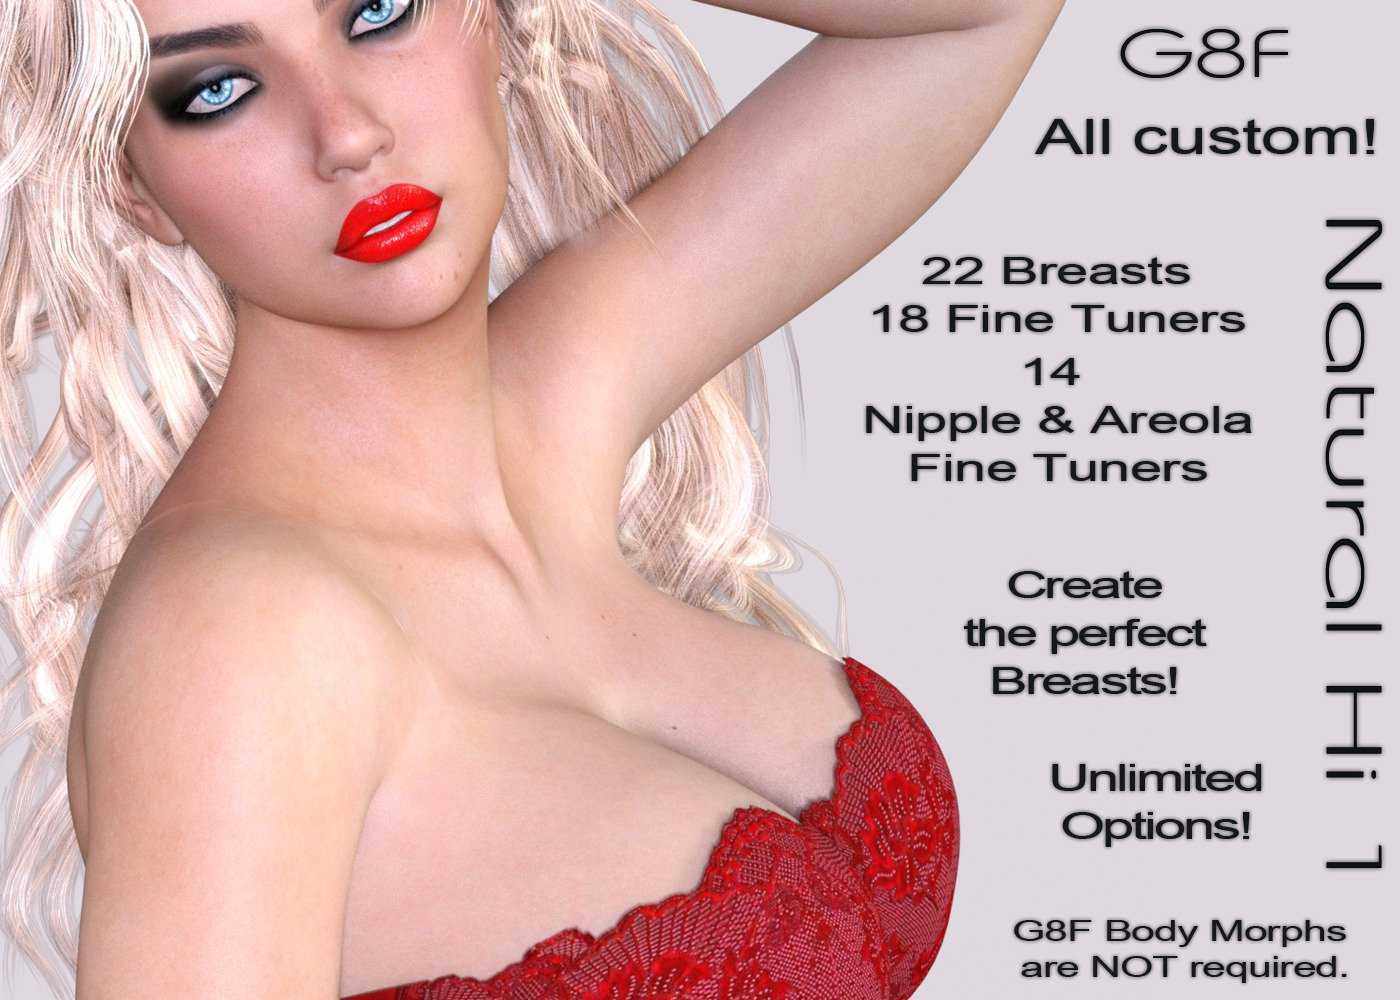 G8F
All custom!
22 Breasts
18 Fine Tuners
14
Nipple & Areola
Fine Tuners
Create
the perfect
Breasts!
Unlimited
Options!
G8F Body Morphs
are NOT required.
Natural Hi 1